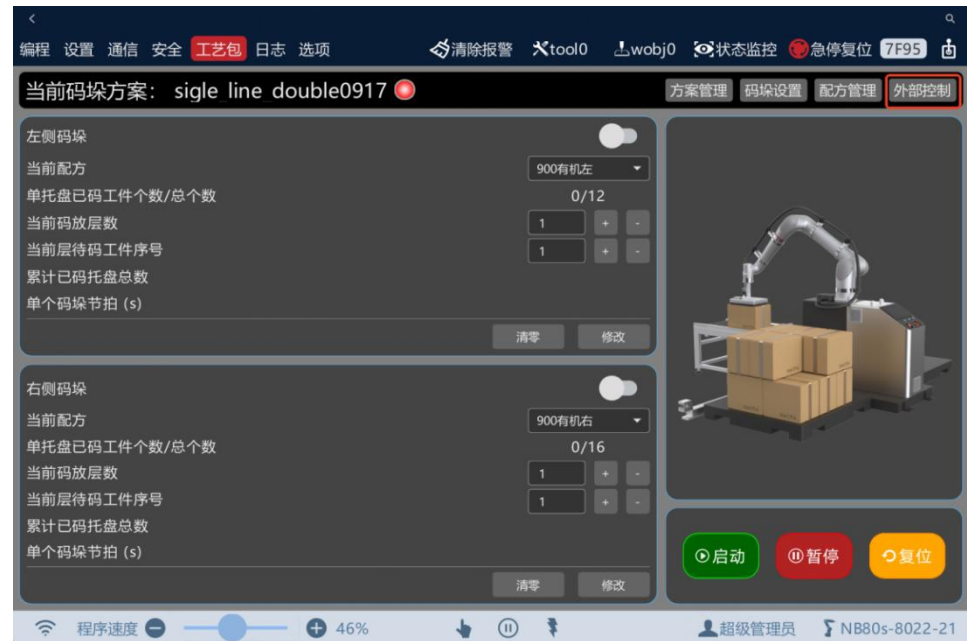 编程 设置 通信 安全 工艺包 日志 选项 清除报警 tool0 wobj0 状态监控 急停复位 7F95
当前码垛方案： sigle_line_double0917 方案管理 码垛设置 配方管理 外部控制
左侧码垛
当前配方 900有机左
单托盘已码工件个数/总个数 0/12
当前码放层数 1 + -
当前层待码工件序号 1 + -
累计已码托盘总数
单个码垛节拍 (s)
清零 修改
右侧码垛
当前配方 900有机右
单托盘已码工件个数/总个数 0/16
当前码放层数 1 + -
当前层待码工件序号 1 + -
累计已码托盘总数
单个码垛节拍 (s)
清零 修改
启动 暂停 复位
程序速度 46% 超级管理员 NB80s-8022-21